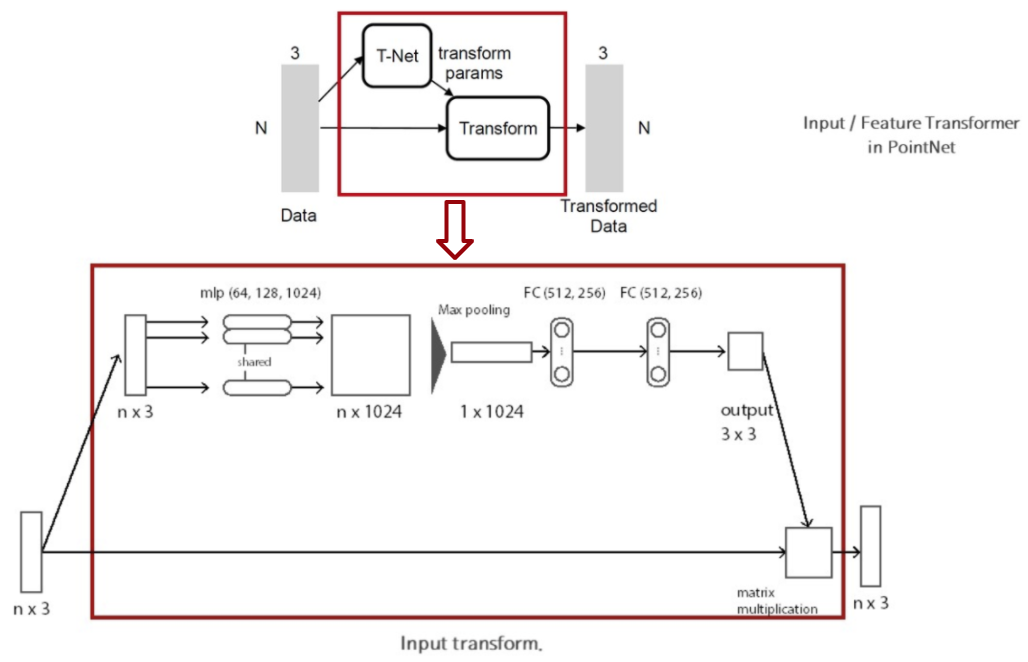 3
T-Net
transform
params
3
N
Transform
N
Data
Transformed
Data
Input / Feature Transformer
in PointNet
mlp (64, 128, 1024)
shared
n x 3
n x 1024
Max pooling
1 x 1024
FC (512, 256)
FC (512, 256)
output
3 x 3
n x 3
matrix
multiplication
n x 3
Input transform.